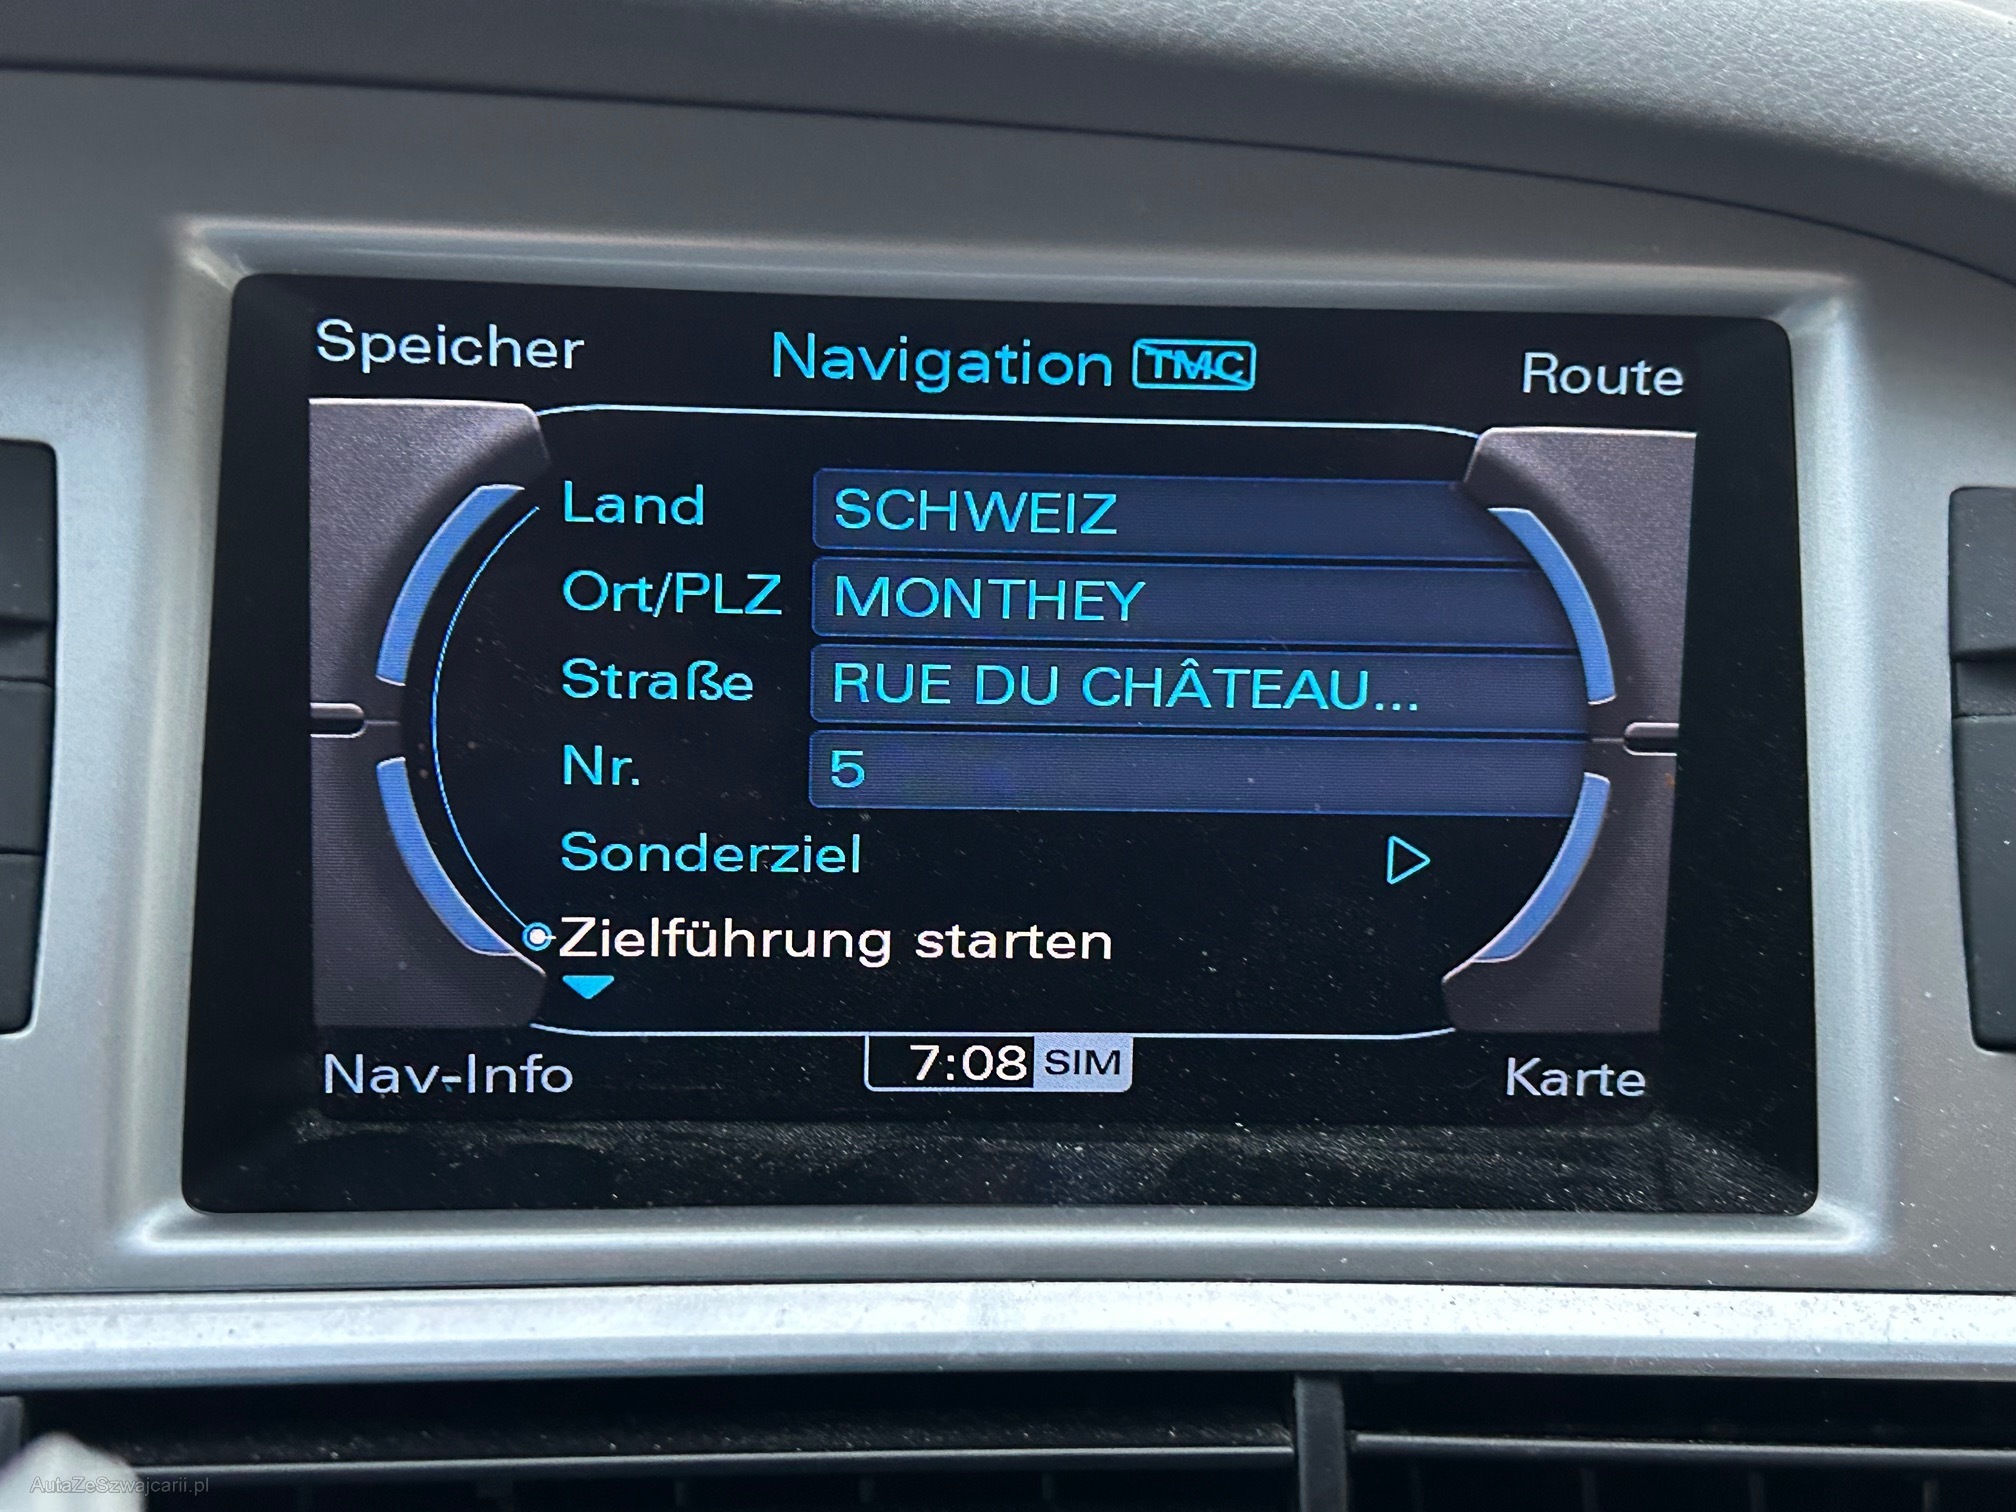 Speicher Navigation TMC Route
Land SCHWEIZ
Ort/PLZ MONTHEY
Straße RUE DU CHÂTEAU...
Nr. 5
Sonderziel
Zielführung starten
Nav-Info 7:08 SIM Karte
AutaZeSzwajcarii.pl